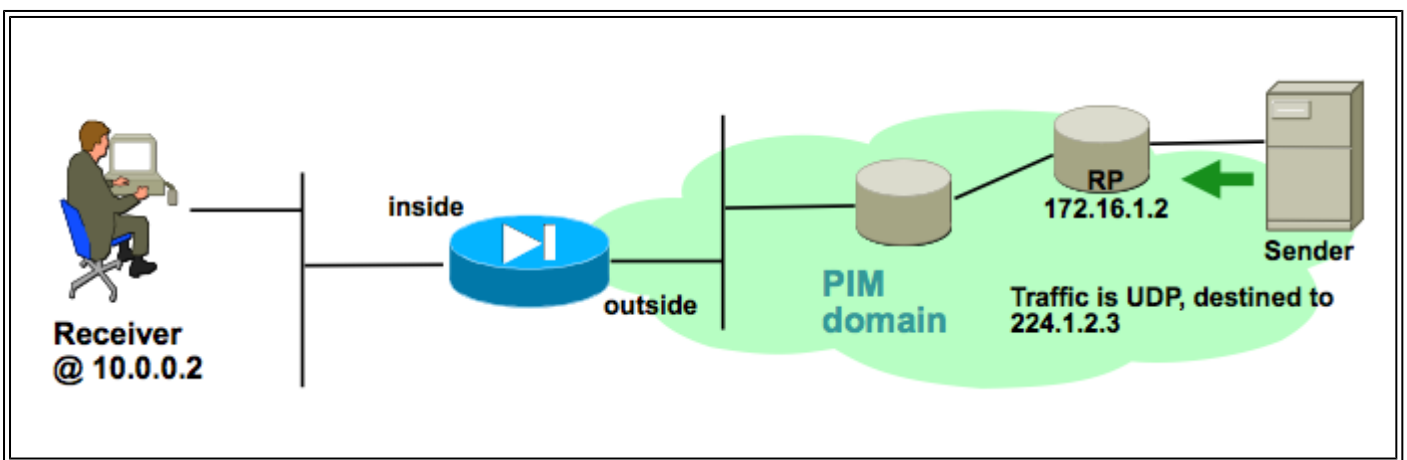 inside
outside
Receiver
@ 10.0.0.2
PIM
domain
RP
172.16.1.2
Sender
Traffic is UDP, destined to
224.1.2.3